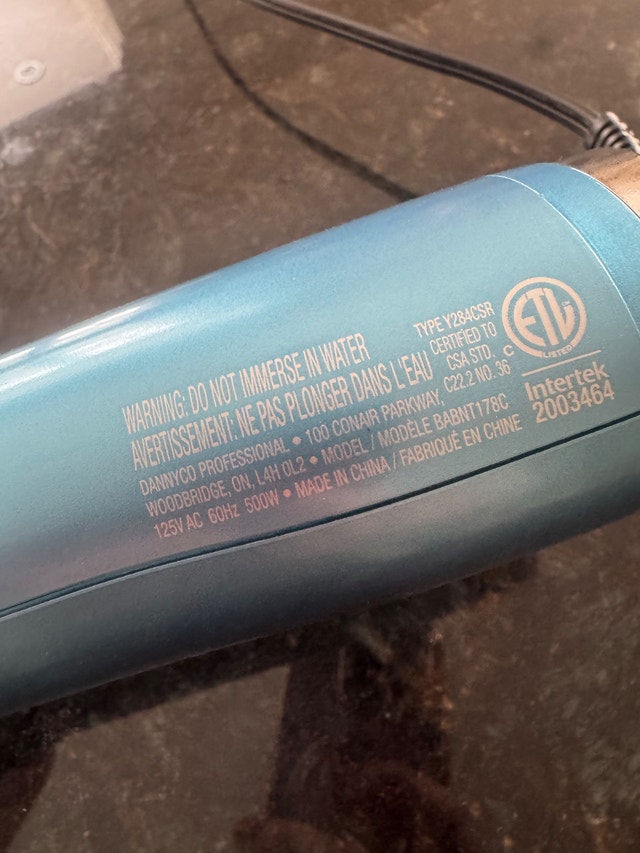 WARNING: DO NOT IMMERSE IN WATER
AVERTISSEMENT: NE PAS PLONGER DANS L'EAU
DANNYCO PROFESSIONAL • 100 CONAIR PARKWAY,
WOODBRIDGE, ON, L4H 0L2 • MODEL / MODÈLE BABNT178C
125V AC 60Hz 500W • MADE IN CHINA / FABRIQUÉ EN CHINE
TYPE Y284CSR
CERTIFIED TO
CSA STD.
C22.2 NO. 36
C
ETL
LISTED
Intertek
2003464